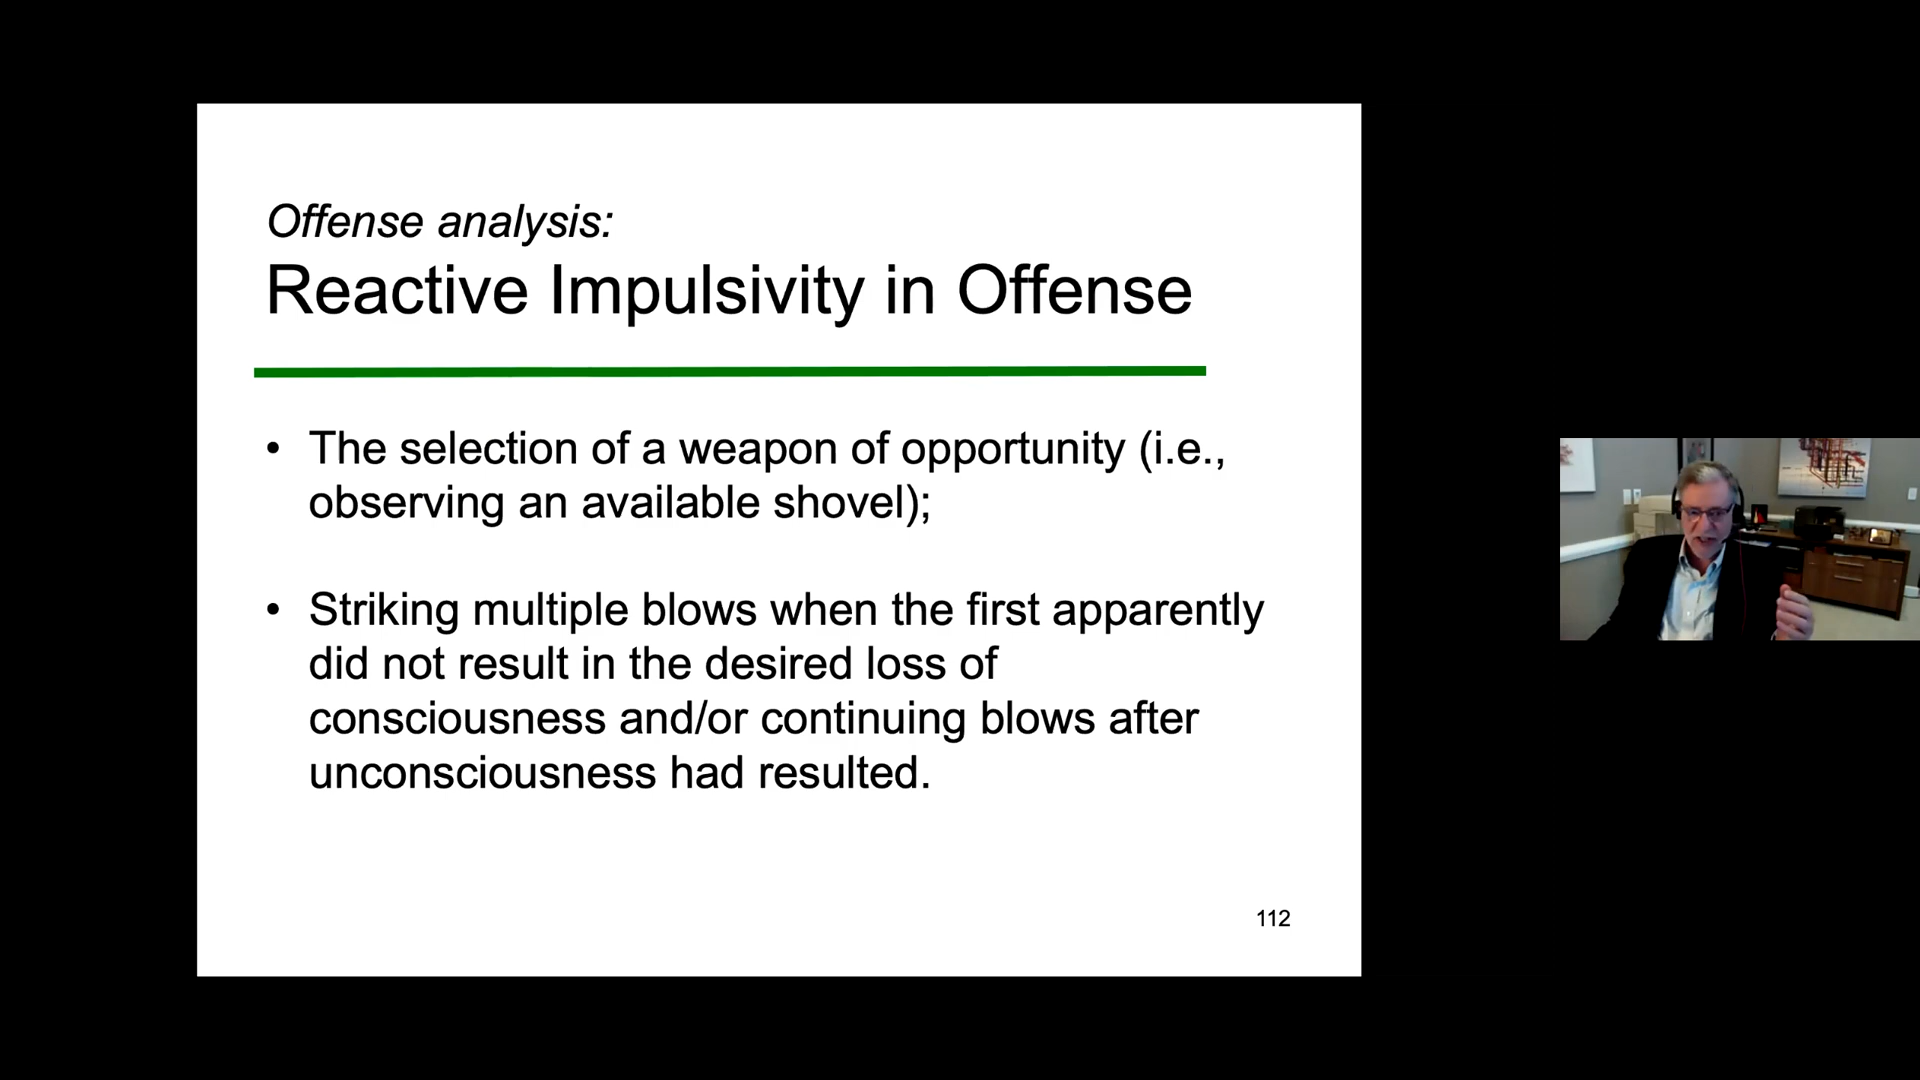 Offense analysis:
Reactive Impulsivity in Offense
• The selection of a weapon of opportunity (i.e.,
observing an available shovel);
• Striking multiple blows when the first apparently
did not result in the desired loss of
consciousness and/or continuing blows after
unconsciousness had resulted.
112